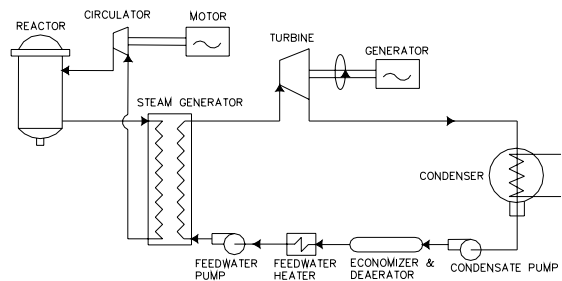 CIRCULATOR
MOTOR
REACTOR
TURBINE
GENERATOR
STEAM GENERATOR
CONDENSER
FEEDWATER
PUMP
FEEDWATER
HEATER
ECONOMIZER &
DEAERATOR
CONDENSATE PUMP